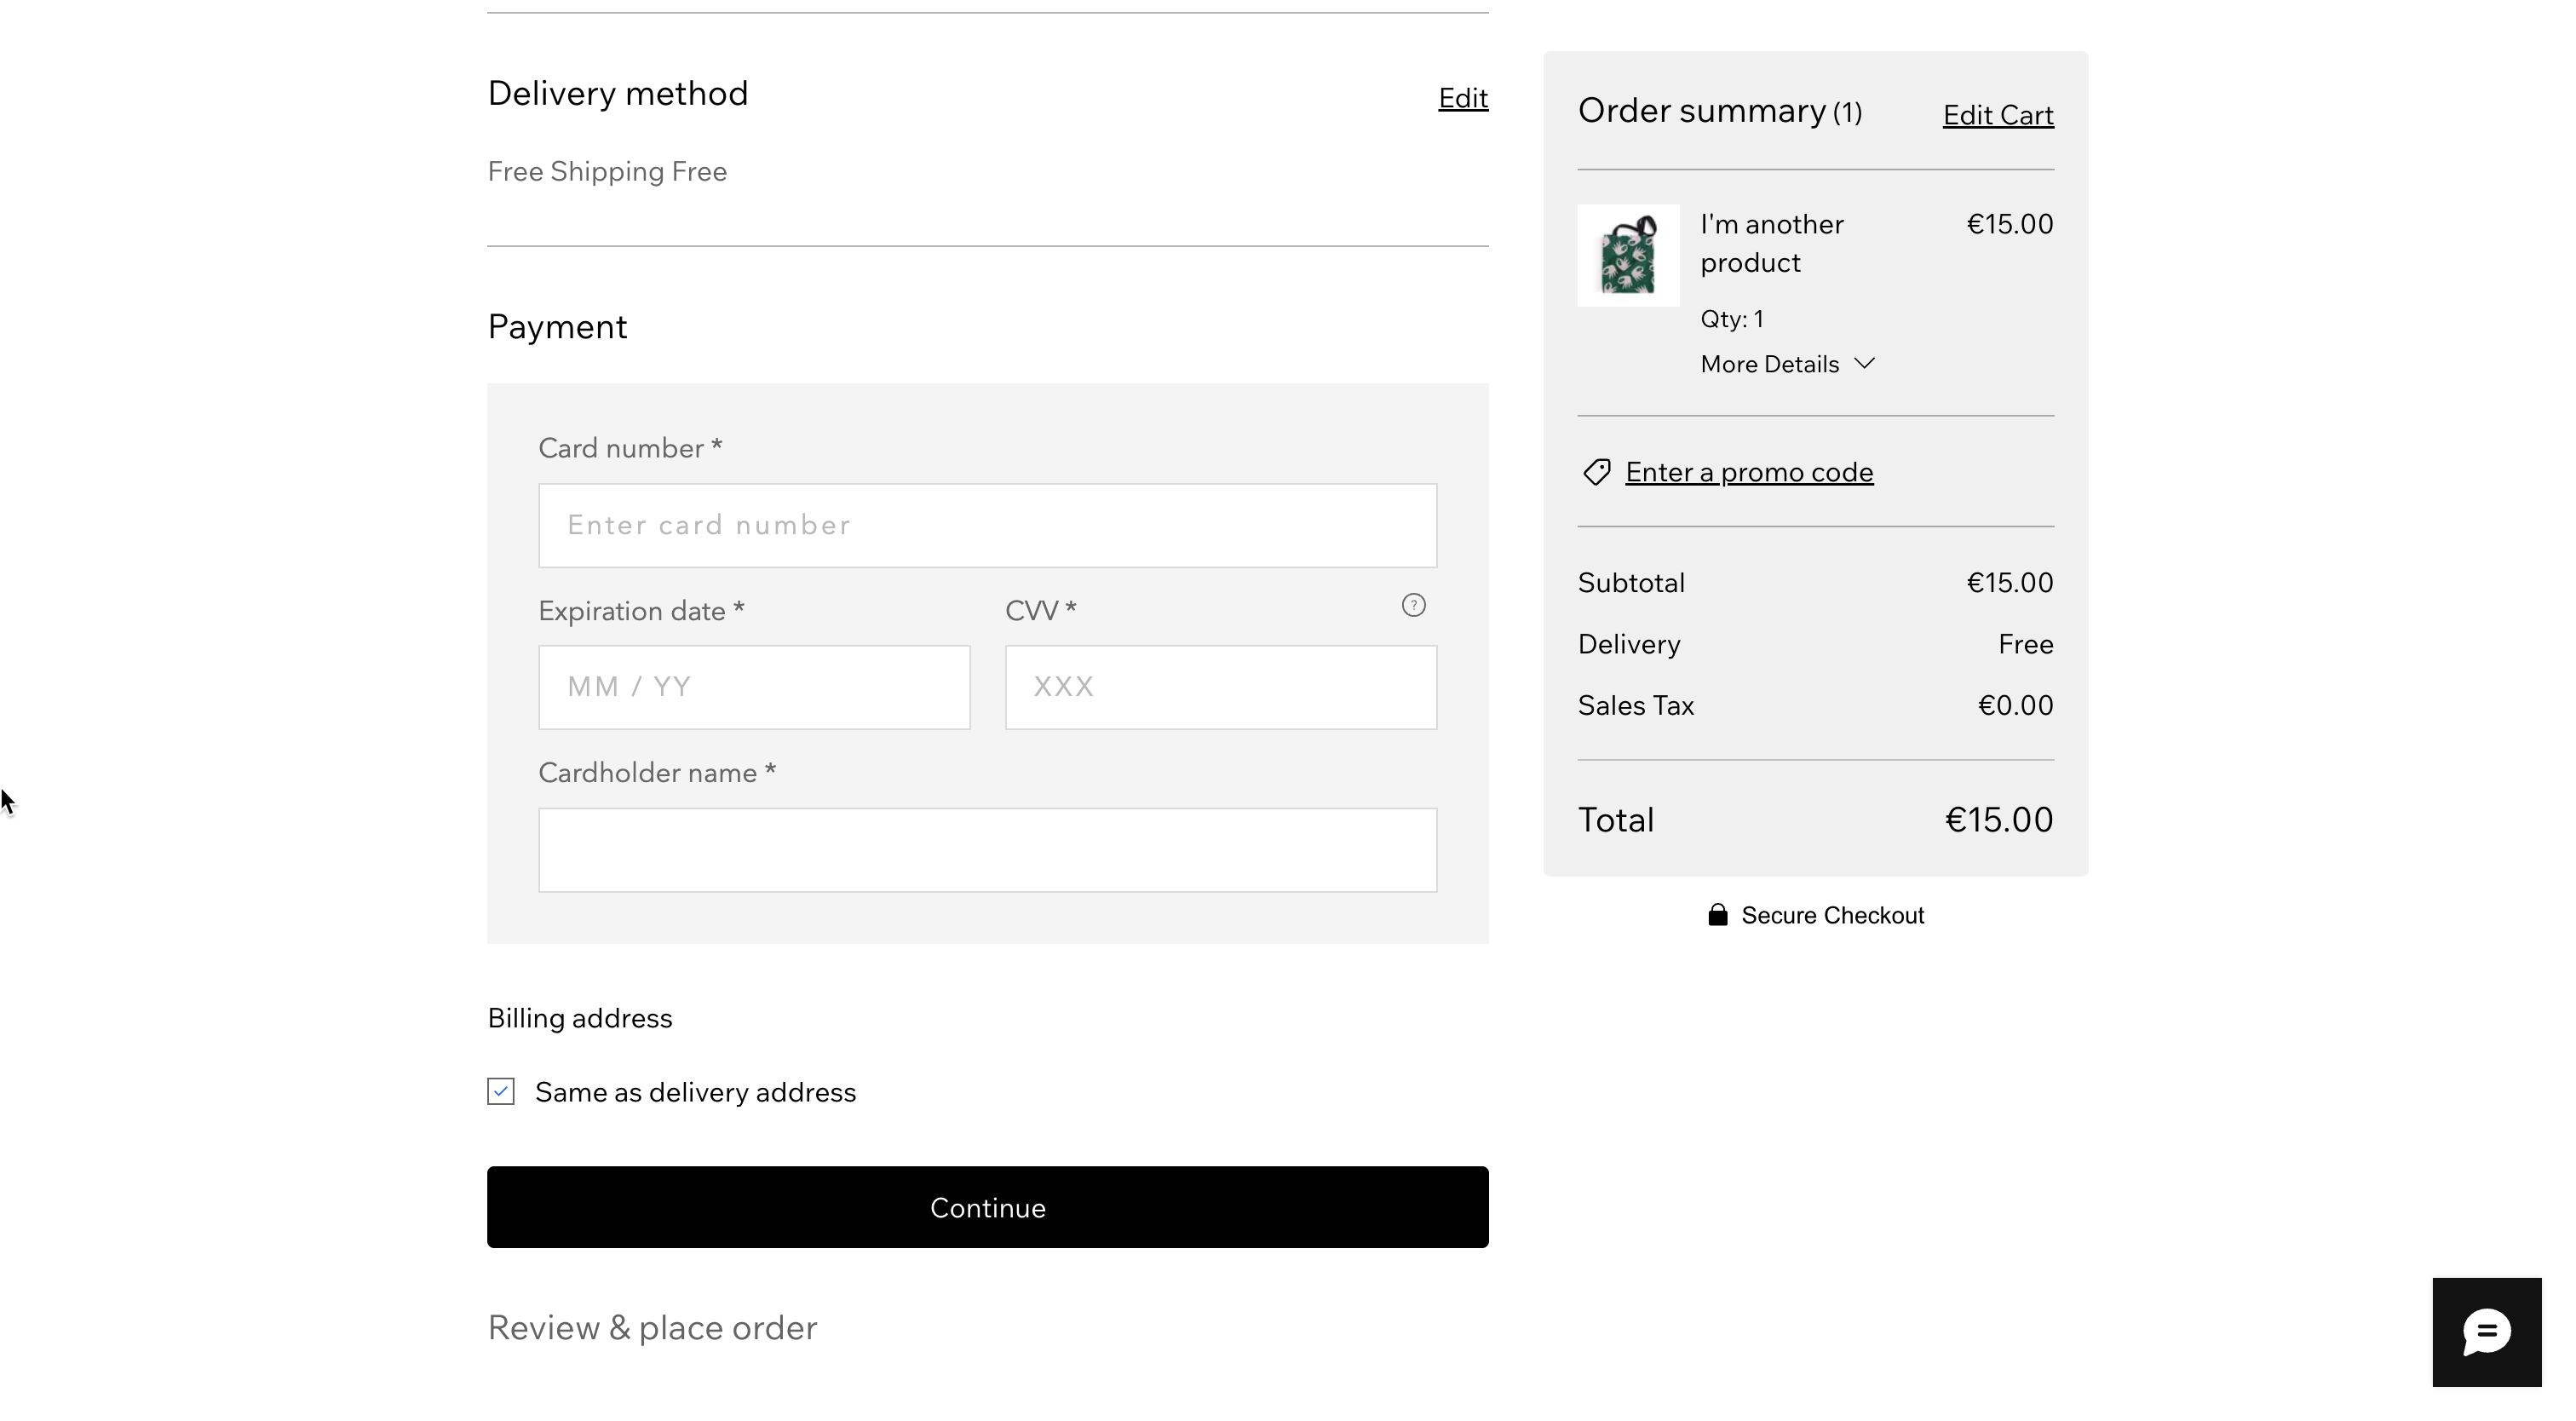 Delivery method
Edit
Free Shipping Free
Payment
Card number *
Enter card number
Expiration date *
CVV *
?
MM / YY
XXX
Cardholder name *
Billing address
Same as delivery address
Continue
Review & place order
Order summary (1)
Edit Cart
I'm another
product
€15.00
Qty: 1
More Details
Enter a promo code
Subtotal
€15.00
Delivery
Free
Sales Tax
€0.00
Total
€15.00
Secure Checkout